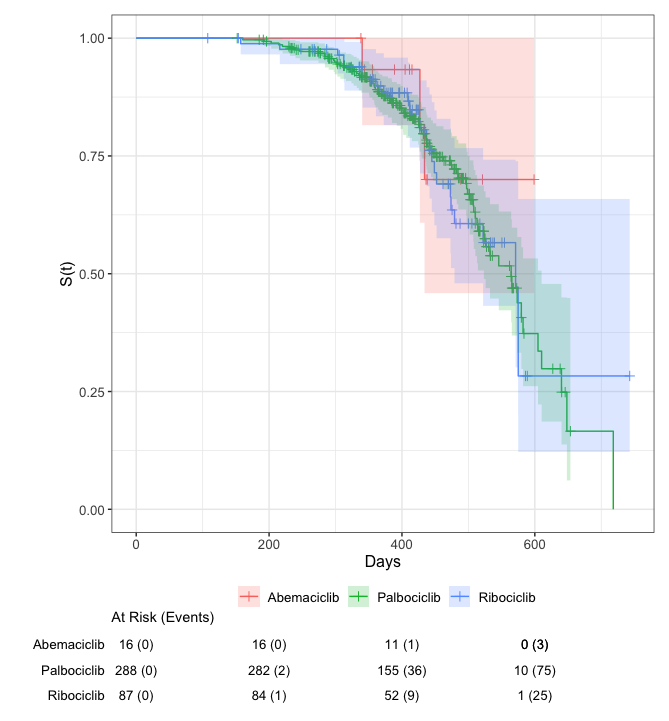 1.00
0.75
S(t)
0.50
0.25
0.00
0 200 400 600
Days
Abemaciclib Palbociclib Ribociclib
At Risk (Events)
Abemaciclib 16 (0) 16 (0) 11 (1) 0 (3)
Palbociclib 288 (0) 282 (2) 155 (36) 10 (75)
Ribociclib 87 (0) 84 (1) 52 (9) 1 (25)